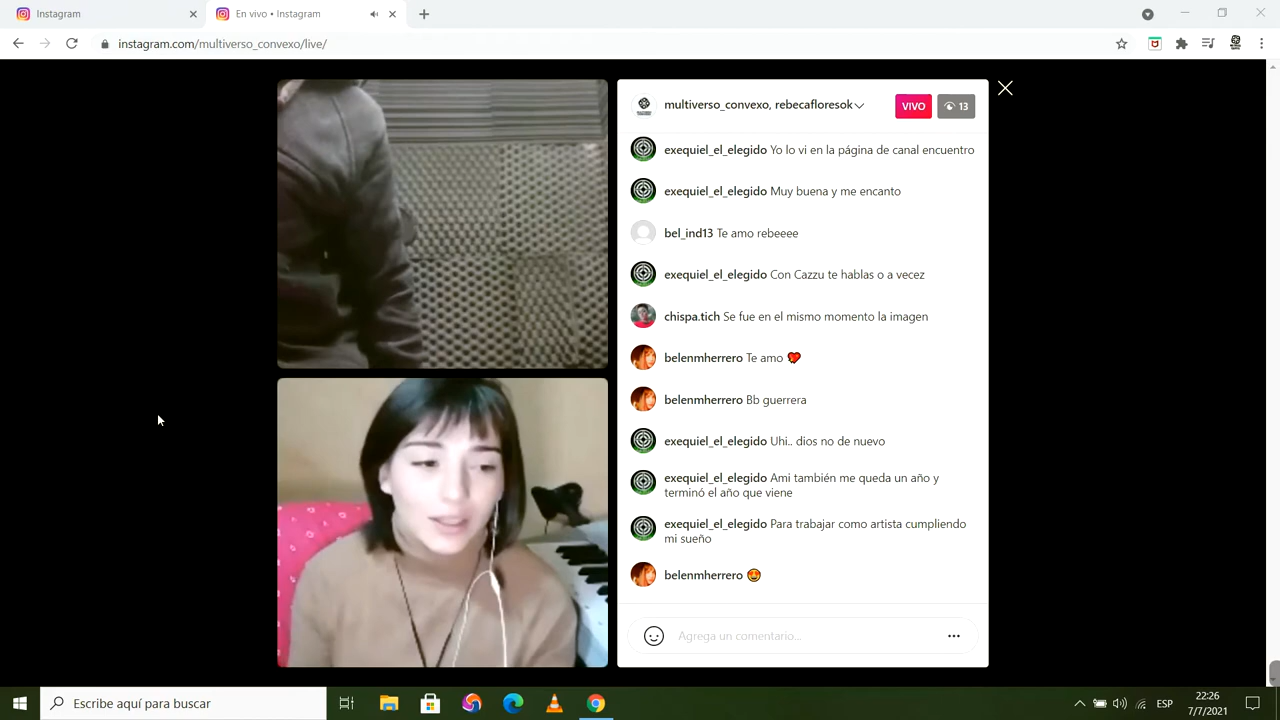 Instagram
En vivo • Instagram
instagram.com/multiverso_convexo/live/
multiverso_convexo, rebecafloresok
VIVO
13
exequiel_el_elegido Yo lo vi en la página de canal encuentro
exequiel_el_elegido Muy buena y me encanto
bel_ind13 Te amo rebeeee
exequiel_el_elegido Con Cazzu te hablas o a vecez
chispa.tich Se fue en el mismo momento la imagen
belenmherrero Te amo
belenmherrero Bb guerrera
exequiel_el_elegido Uhi.. dios no de nuevo
exequiel_el_elegido Ami también me queda un año y
terminó el año que viene
exequiel_el_elegido Para trabajar como artista cumpliendo
mi sueño
belenmherrero 😍
Agrega un comentario...
Escribe aquí para buscar
ESP
22:26
7/7/2021